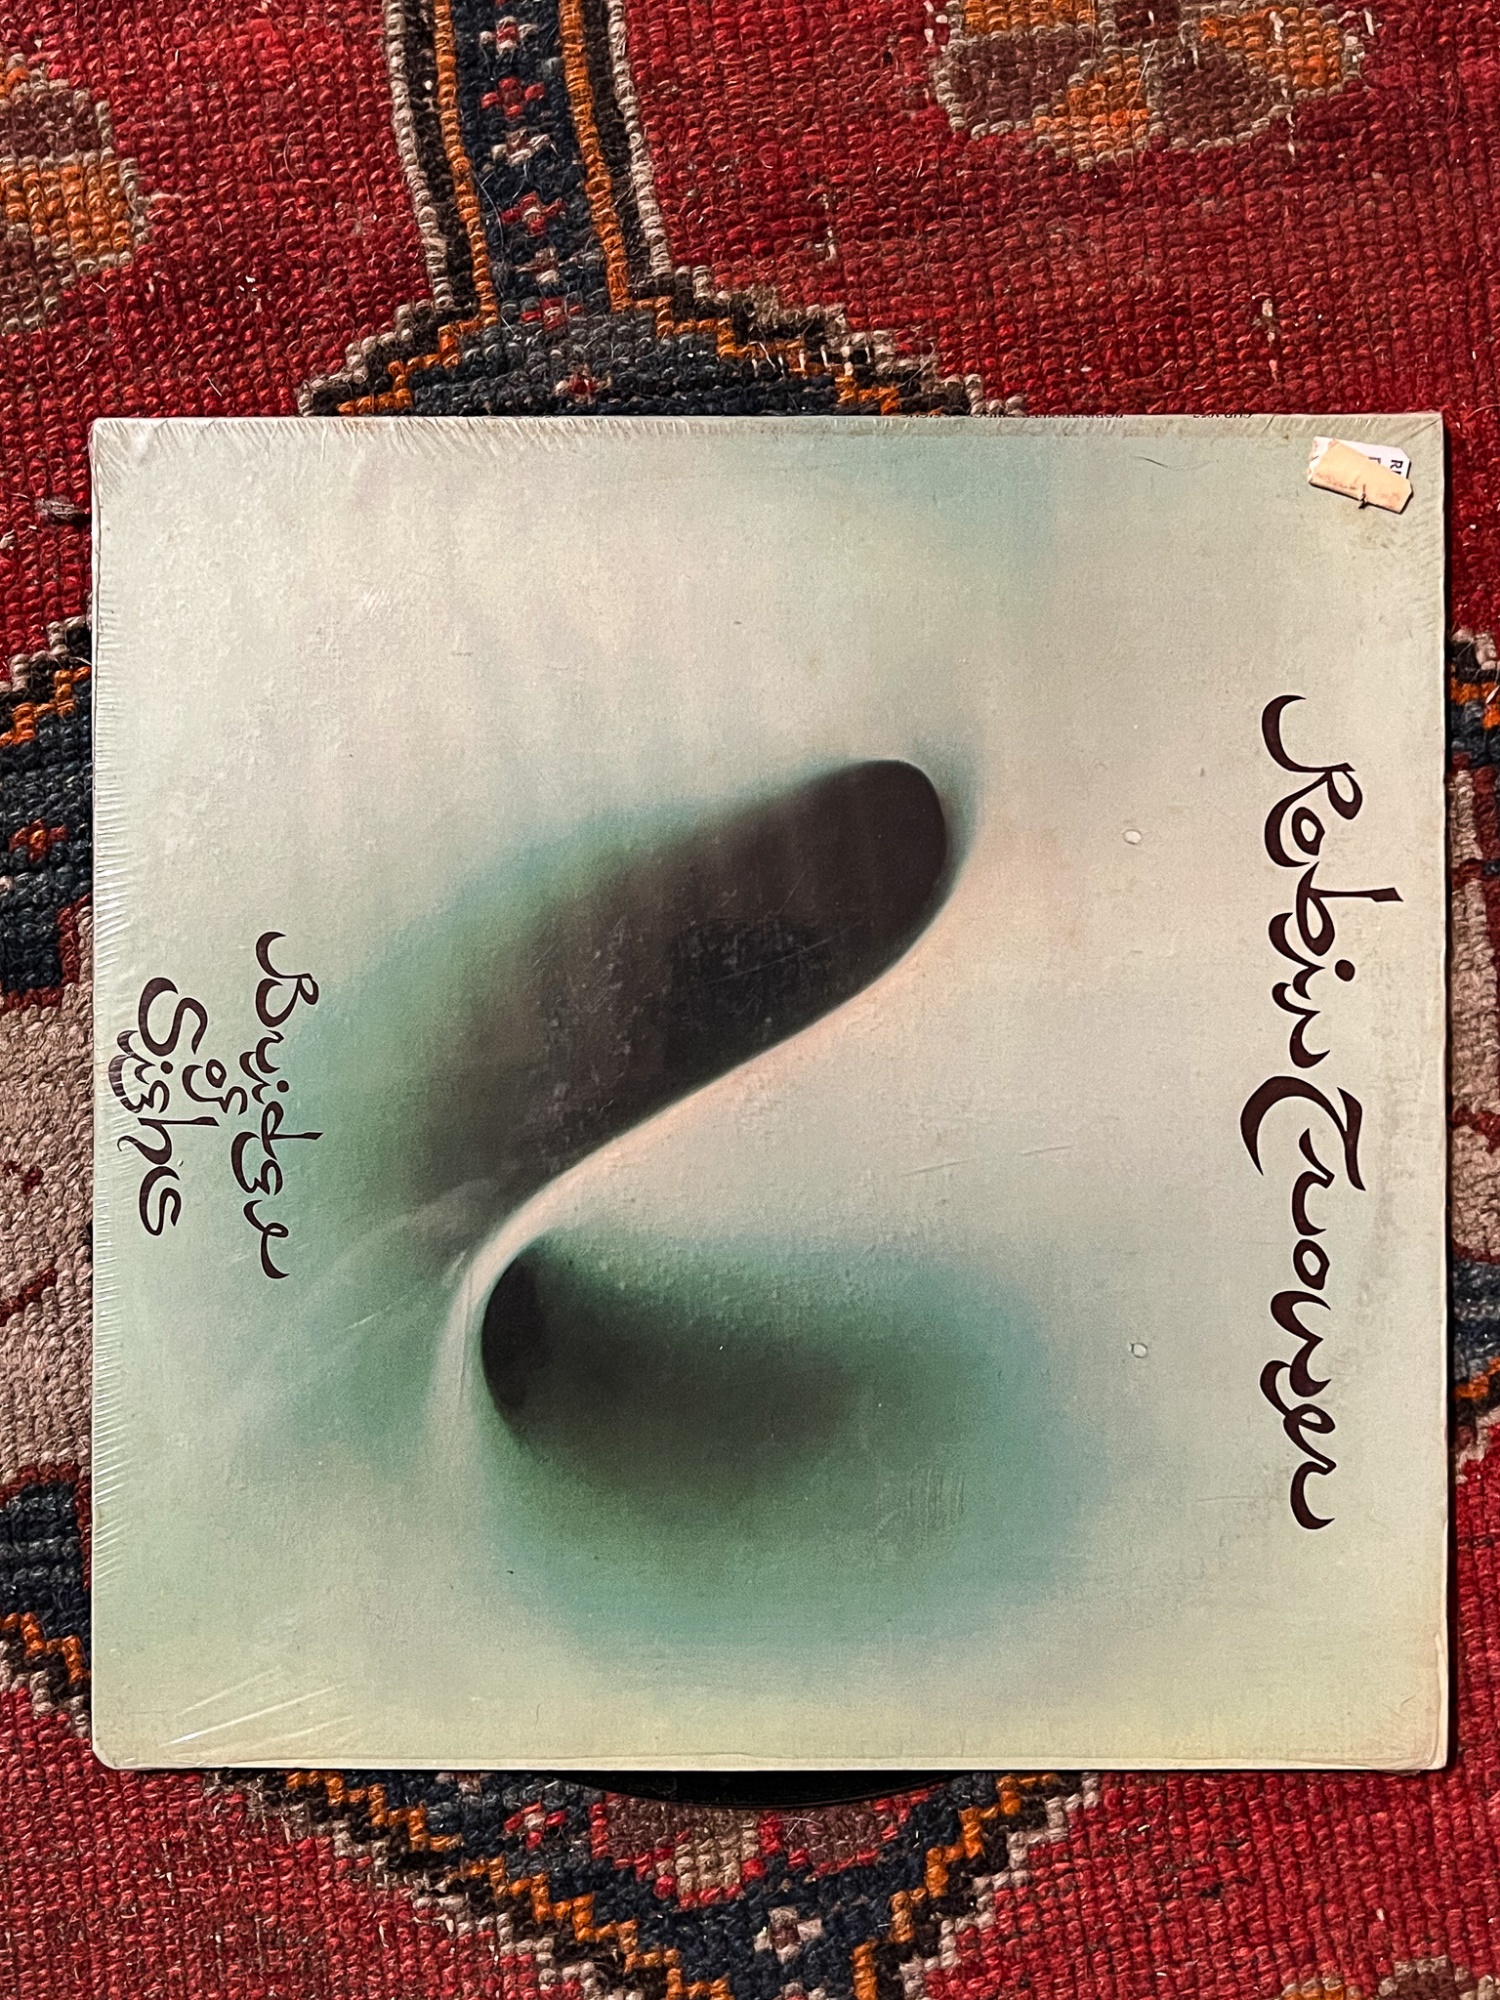 Robin Trower
Bridge
of
Sighs